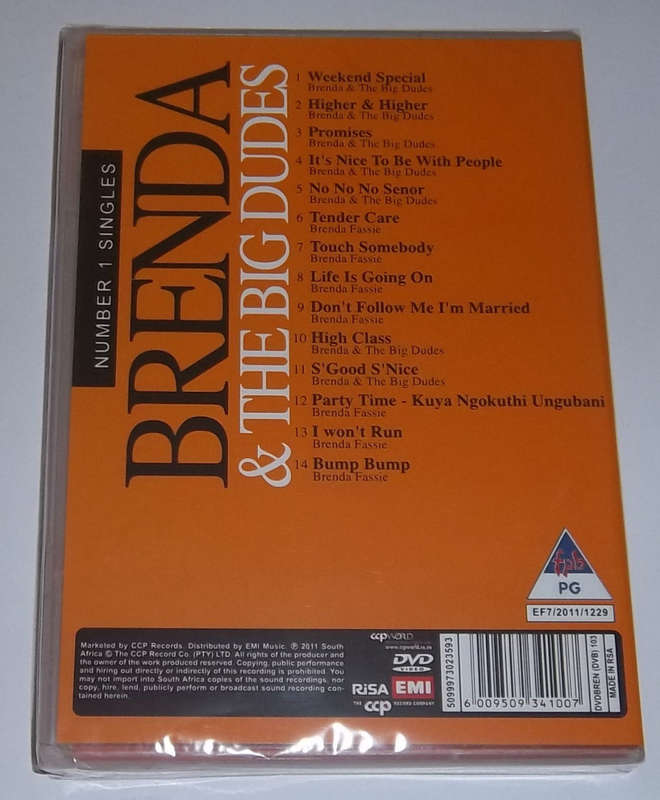 NUMBER 1 SINGLES
BRENDA
& THE BIG DUDES
1 Weekend Special
Brenda & The Big Dudes
2 Higher & Higher
Brenda & The Big Dudes
3 Promises
Brenda & The Big Dudes
4 It's Nice To Be With People
Brenda & The Big Dudes
5 No No No Senor
Brenda & The Big Dudes
6 Tender Care
Brenda Fassie
7 Touch Somebody
Brenda Fassie
8 Life Is Going On
Brenda Fassie
9 Don't Follow Me I'm Married
Brenda Fassie
10 High Class
Brenda & The Big Dudes
11 S'Good S'Nice
Brenda & The Big Dudes
12 Party Time - Kuya Ngokuthi Ungubani
Brenda Fassie
13 I won't Run
Brenda Fassie
14 Bump Bump
Brenda Fassie
PG
EF7/2011/1229
Marketed by CCP Records. Distributed by EMI Music. ℗ 2011 South
Africa © The CCP Record Co. (PTY) LTD. All rights of the producer and
the owner of the work produced reserved. Copying, public performance
and hiring out directly or indirectly of this recording is prohibited. You
may not import into South Africa copies of the sound recordings, nor
copy, hire, lend, publicly perform or broadcast sound recording con-
tained herein.
ccpWORLD
www.ccpworld.co.za
DVD
VIDEO
RiSA EMI
THE ccp RECORD COMPANY
5099973023593
6 009509 341007
DVDBREN (DVB) 103
MADE IN RSA